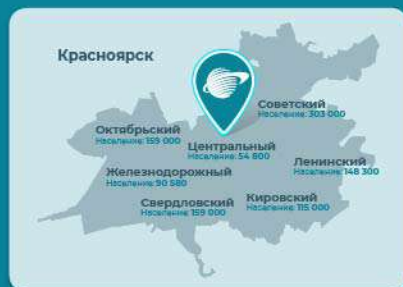 Красноярск
Советский
Население: 303 000
Октябрьский
Население: 159 000
Центральный
Население: 54 800
Ленинский
Население: 148 300
Железнодорожный
Население: 90 580
Свердловский
Население: 159 000
Кировский
Население: 115 000